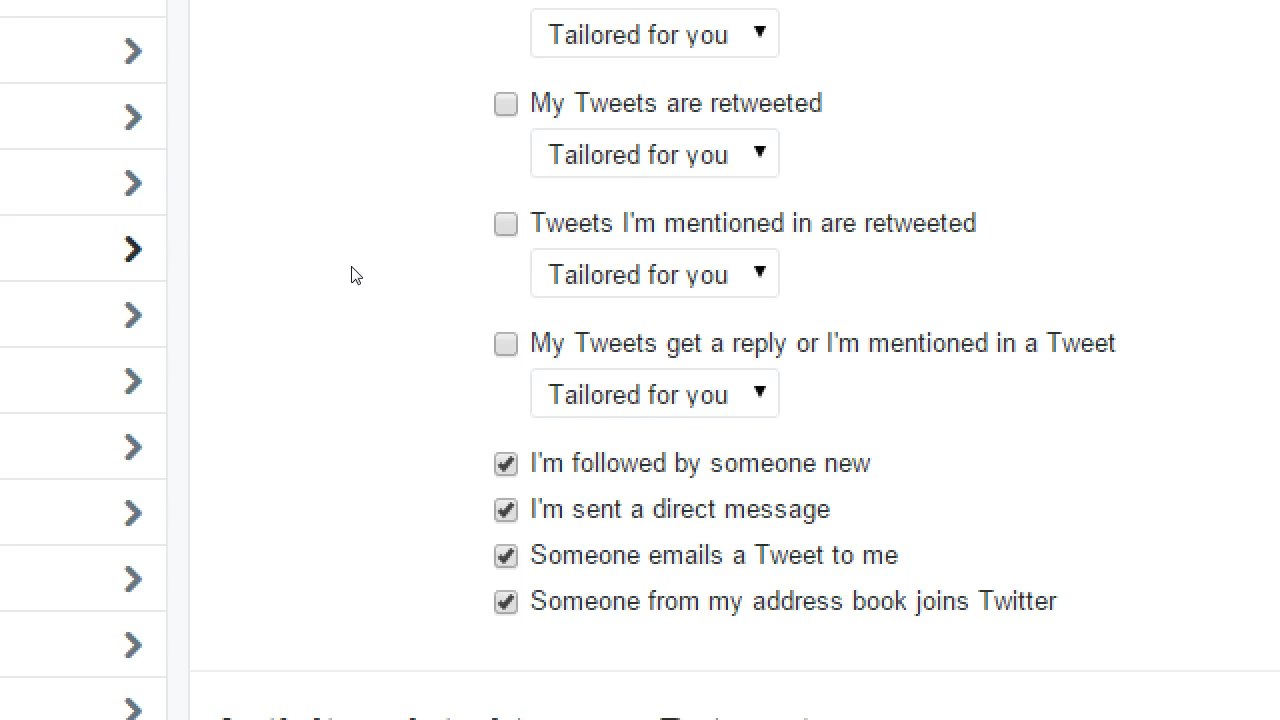 Tailored for you
My Tweets are retweeted
Tailored for you
Tweets I'm mentioned in are retweeted
Tailored for you
My Tweets get a reply or I'm mentioned in a Tweet
Tailored for you
I'm followed by someone new
I'm sent a direct message
Someone emails a Tweet to me
Someone from my address book joins Twitter